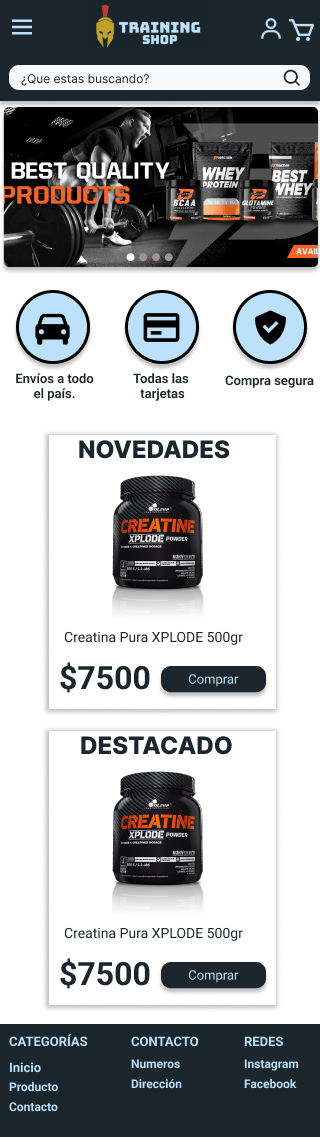 TRAINING
SHOP
¿Que estas buscando?
BEST QUALITY
PRODUCTS
WHEY
PROTEIN
BEST
WHEY
BCAA
GLUTAMINE
AVAIL
Envíos a todo
el país.
Todas las
tarjetas
Compra segura
NOVEDADES
OLIMP
CREATINE
XPLODE POWDER
Creatina Pura XPLODE 500gr
$7500
Comprar
DESTACADO
OLIMP
CREATINE
XPLODE POWDER
Creatina Pura XPLODE 500gr
$7500
Comprar
CATEGORÍAS
CONTACTO
REDES
Inicio
Numeros
Instagram
Producto
Dirección
Facebook
Contacto